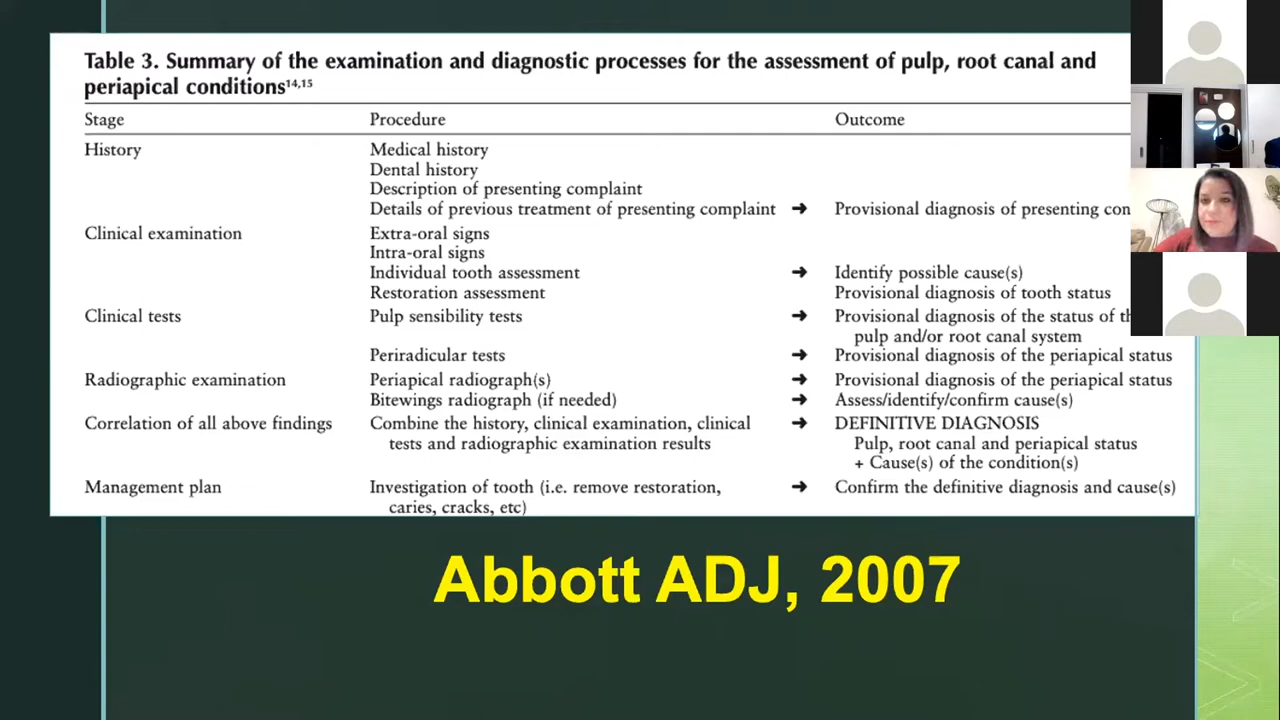 Table 3. Summary of the examination and diagnostic processes for the assessment of pulp, root canal and
periapical conditions14,15
Stage Procedure Outcome
History Medical history
Dental history
Description of presenting complaint
Details of previous treatment of presenting complaint ➔ Provisional diagnosis of presenting
Clinical examination Extra-oral signs
Intra-oral signs
Individual tooth assessment ➔ Identify possible cause(s)
Restoration assessment Provisional diagnosis of tooth status
Clinical tests Pulp sensibility tests ➔ Provisional diagnosis of the status of
pulp and/or root canal system
Periradicular tests ➔ Provisional diagnosis of the periapical status
Radiographic examination Periapical radiograph(s) ➔ Provisional diagnosis of the periapical status
Bitewings radiograph (if needed) ➔ Assess/identify/confirm cause(s)
Correlation of all above findings Combine the history, clinical examination, clinical ➔ DEFINITIVE DIAGNOSIS
tests and radiographic examination results Pulp, root canal and periapical status
+ Cause(s) of the condition(s)
Management plan Investigation of tooth (i.e. remove restoration, ➔ Confirm the definitive diagnosis and cause(s)
caries, cracks, etc)
Abbott ADJ, 2007